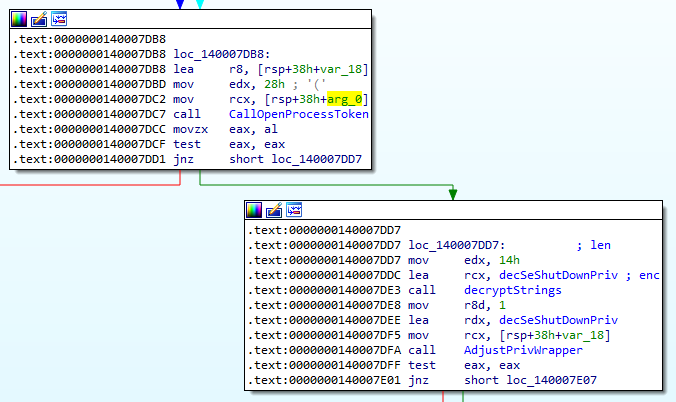 .text:0000000140007DB8
.text:0000000140007DB8 loc_140007DB8:
.text:0000000140007DB8 lea r8, [rsp+38h+var_18]
.text:0000000140007DBD mov edx, 28h ; '('
.text:0000000140007DC2 mov rcx, [rsp+38h+arg_0]
.text:0000000140007DC7 call CallOpenProcessToken
.text:0000000140007DCC movzx eax, al
.text:0000000140007DCF test eax, eax
.text:0000000140007DD1 jnz short loc_140007DD7
.text:0000000140007DD7
.text:0000000140007DD7 loc_140007DD7: ; len
.text:0000000140007DD7 mov edx, 14h
.text:0000000140007DDC lea rcx, decSeShutDownPriv ; enc
.text:0000000140007DE3 call decryptStrings
.text:0000000140007DE8 mov r8d, 1
.text:0000000140007DEE lea rdx, decSeShutDownPriv
.text:0000000140007DF5 mov rcx, [rsp+38h+var_18]
.text:0000000140007DFA call AdjustPrivWrapper
.text:0000000140007DFF test eax, eax
.text:0000000140007E01 jnz short loc_140007E07